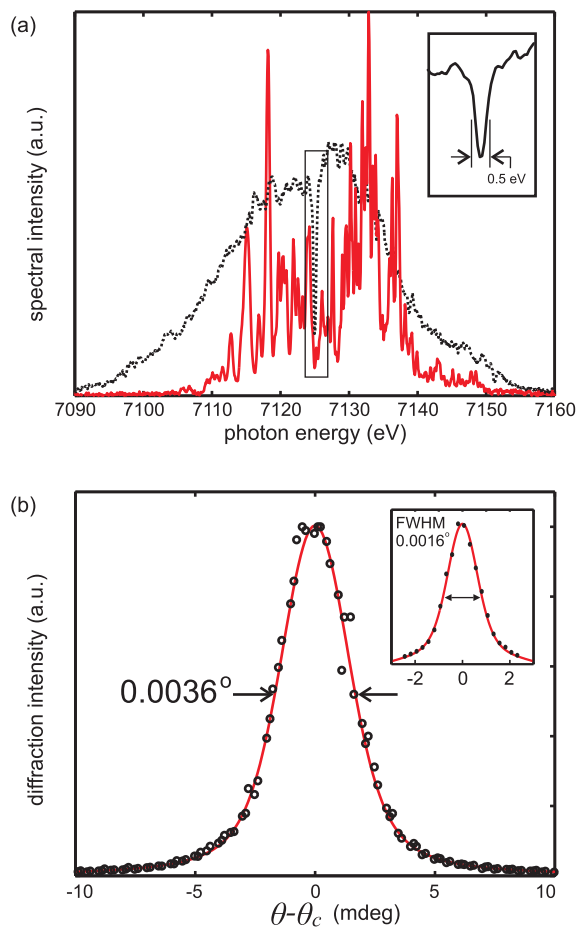 (a)
spectral intensity (a.u.)
0.5 eV
7090 7100 7110 7120 7130 7140 7150 7160
photon energy (eV)
(b)
diffraction intensity (a.u.)
0.0036°
FWHM
0.0016°
-2 0 2
-10 -5 0 5 10
θ-θc (mdeg)